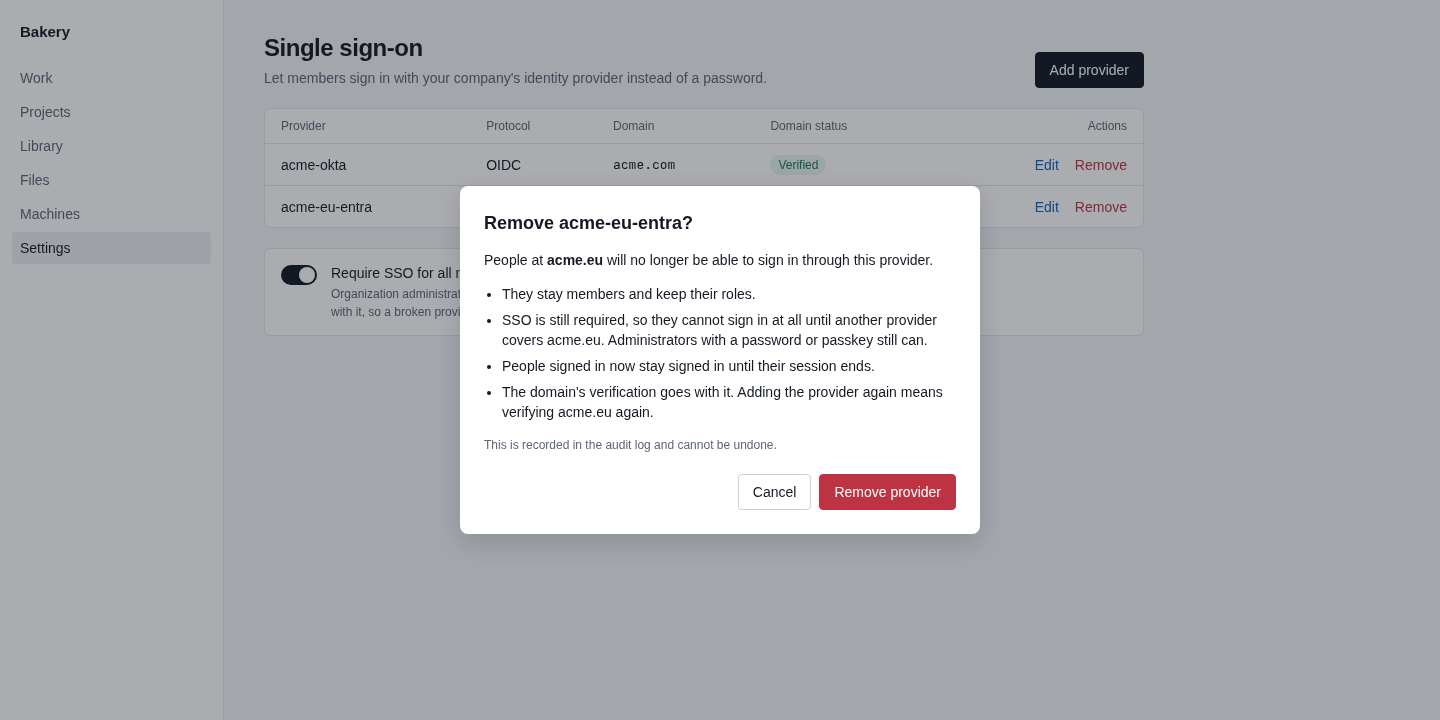 Bakery
Work
Projects
Library
Files
Machines
Settings
Single sign-on
Let members sign in with your company's identity provider instead of a password.
Add provider
Provider Protocol Domain Domain status Actions
acme-okta OIDC acme.com Verified Edit Remove
acme-eu-entra Edit Remove
Require SSO for all
Organization
with it, so a broken
Remove acme-eu-entra?
People at acme.eu will no longer be able to sign in through this provider.
• They stay members and keep their roles.
• SSO is still required, so they cannot sign in at all until another provider
covers acme.eu. Administrators with a password or passkey still can.
• People signed in now stay signed in until their session ends.
• The domain's verification goes with it. Adding the provider again means
verifying acme.eu again.
This is recorded in the audit log and cannot be undone.
Cancel
Remove provider